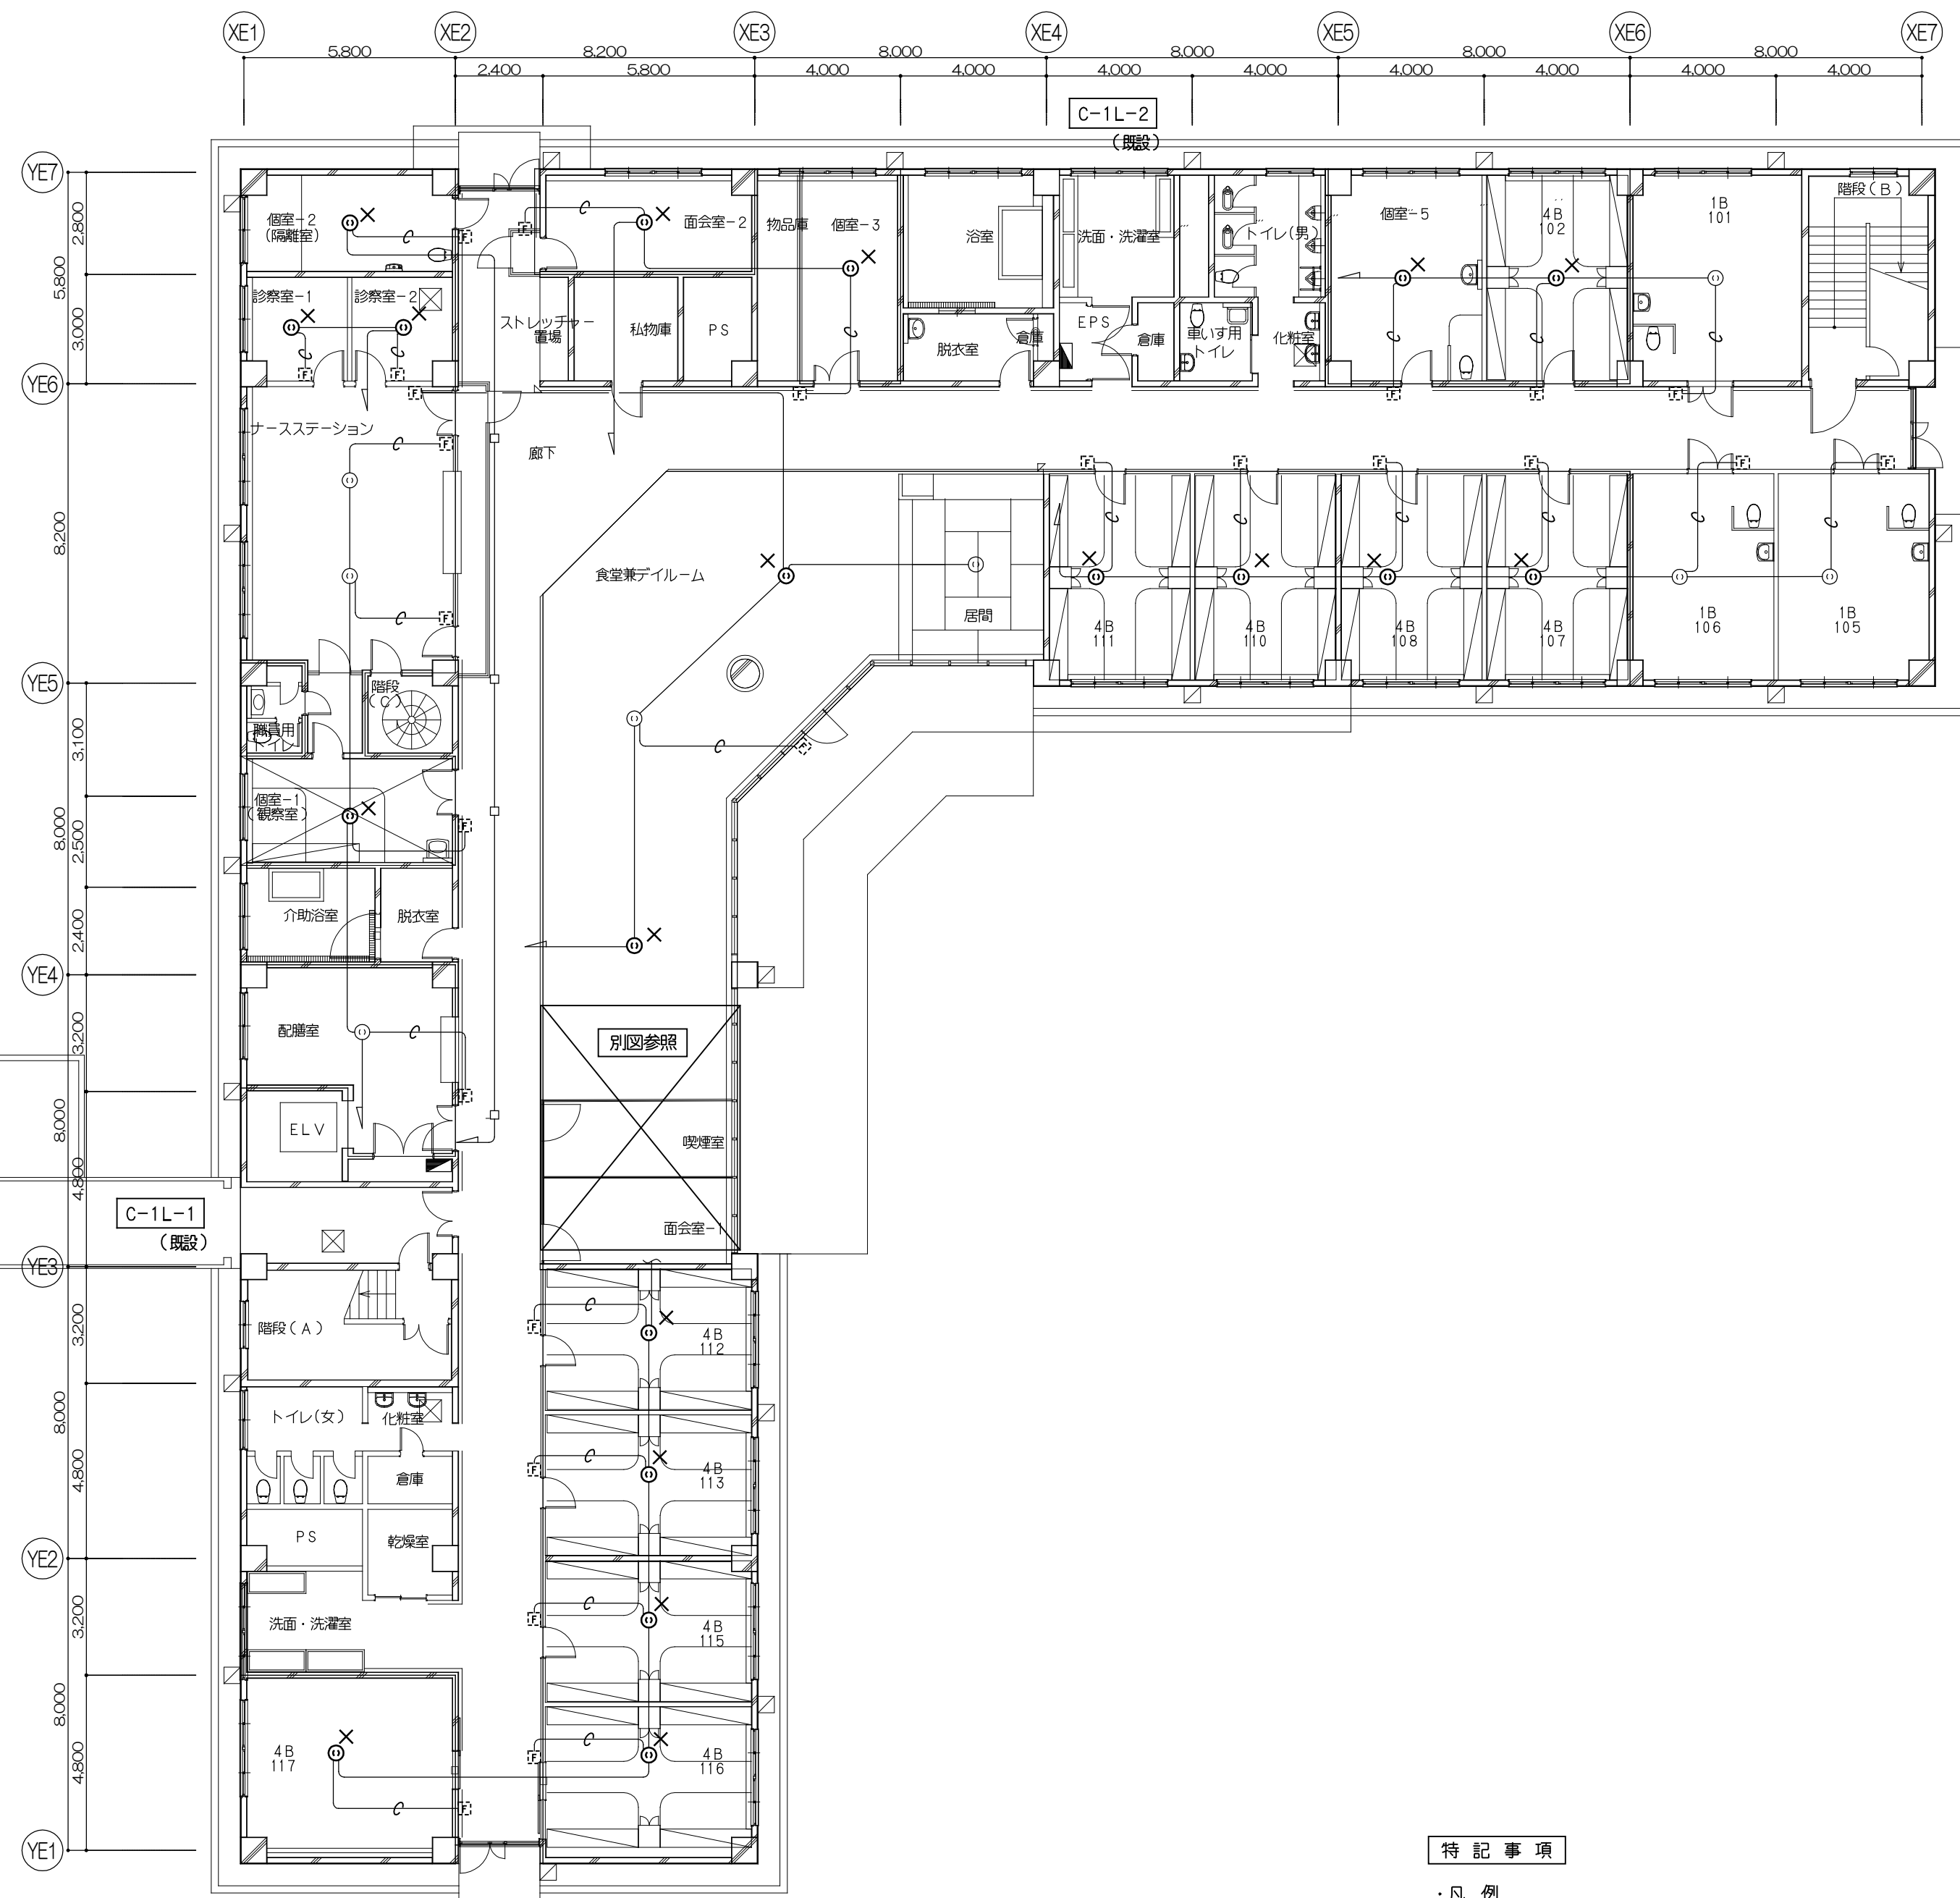 XE1 XE2 XE3 XE4 XE5 XE6 XE7
5,800 8,200 8,000 8,000 8,000 8,000
2,400 5,800 4,000 4,000 4,000 4,000 4,000 4,000 4,000 4,000
C-1L-2
(既設)
YE7
2,800
5,800
3,000
YE6
8,200
YE5
3,100
8,000
2,500
2,400
YE4
3,200
8,000
4,800
YE3
3,200
8,000
4,800
YE2
3,200
8,000
4,800
YE1
個室-2
(隔離室)
面会室-2
物品庫
個室-3
浴室
洗面・洗濯室
トイレ(男)
個室-5
4B
102
1B
101
階段(B)
診察室-1
診察室-2
ストレッチャー
置場
私物庫
PS
脱衣室
倉庫
EPS
倉庫
車いす用
トイレ
化粧室
ナースステーション
廊下
食堂兼デイルーム
居間
4B
111
4B
110
4B
108
4B
107
1B
106
1B
105
階段
(C)
職員用
トイレ
個室-1
(観察室)
介助浴室
脱衣室
配膳室
別図参照
ELV
喫煙室
C-1L-1
(既設)
面会室-1
階段(A)
4B
112
トイレ(女)
化粧室
倉庫
4B
113
PS
乾燥室
洗面・洗濯室
4B
115
4B
117
4B
116
C C C C C C C C C C C C C C C C C C C C C C C C C
F F F F F F F F F F F F F F F F F F F F F F F F F
特記事項
・凡 例